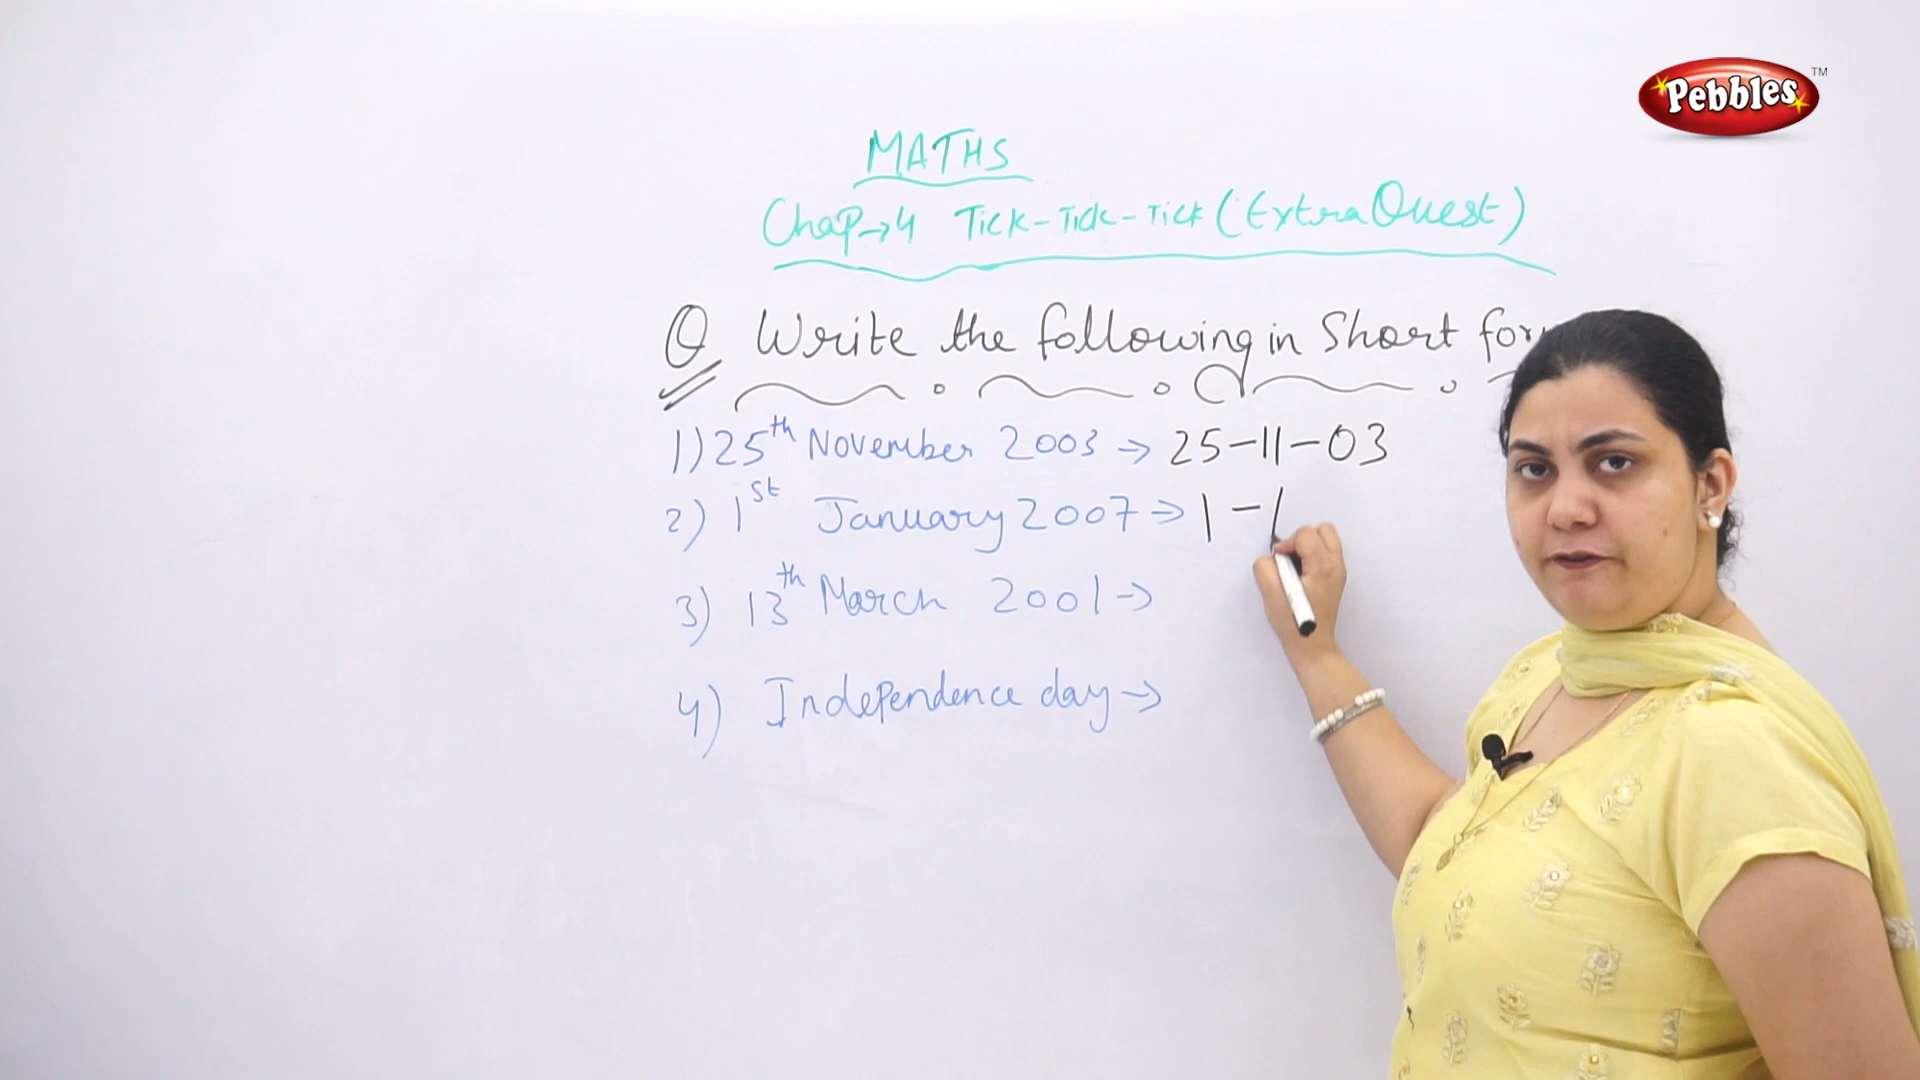 Pebbles TM
MATHS
Chap→4 Tick-Tick-Tick (Extra Quest)
Q Write the following in Short for
1) 25th November 2003 → 25-11-03
2) 1st January 2007 → 1-1
3) 13th March 2001 →
4) Independence day →